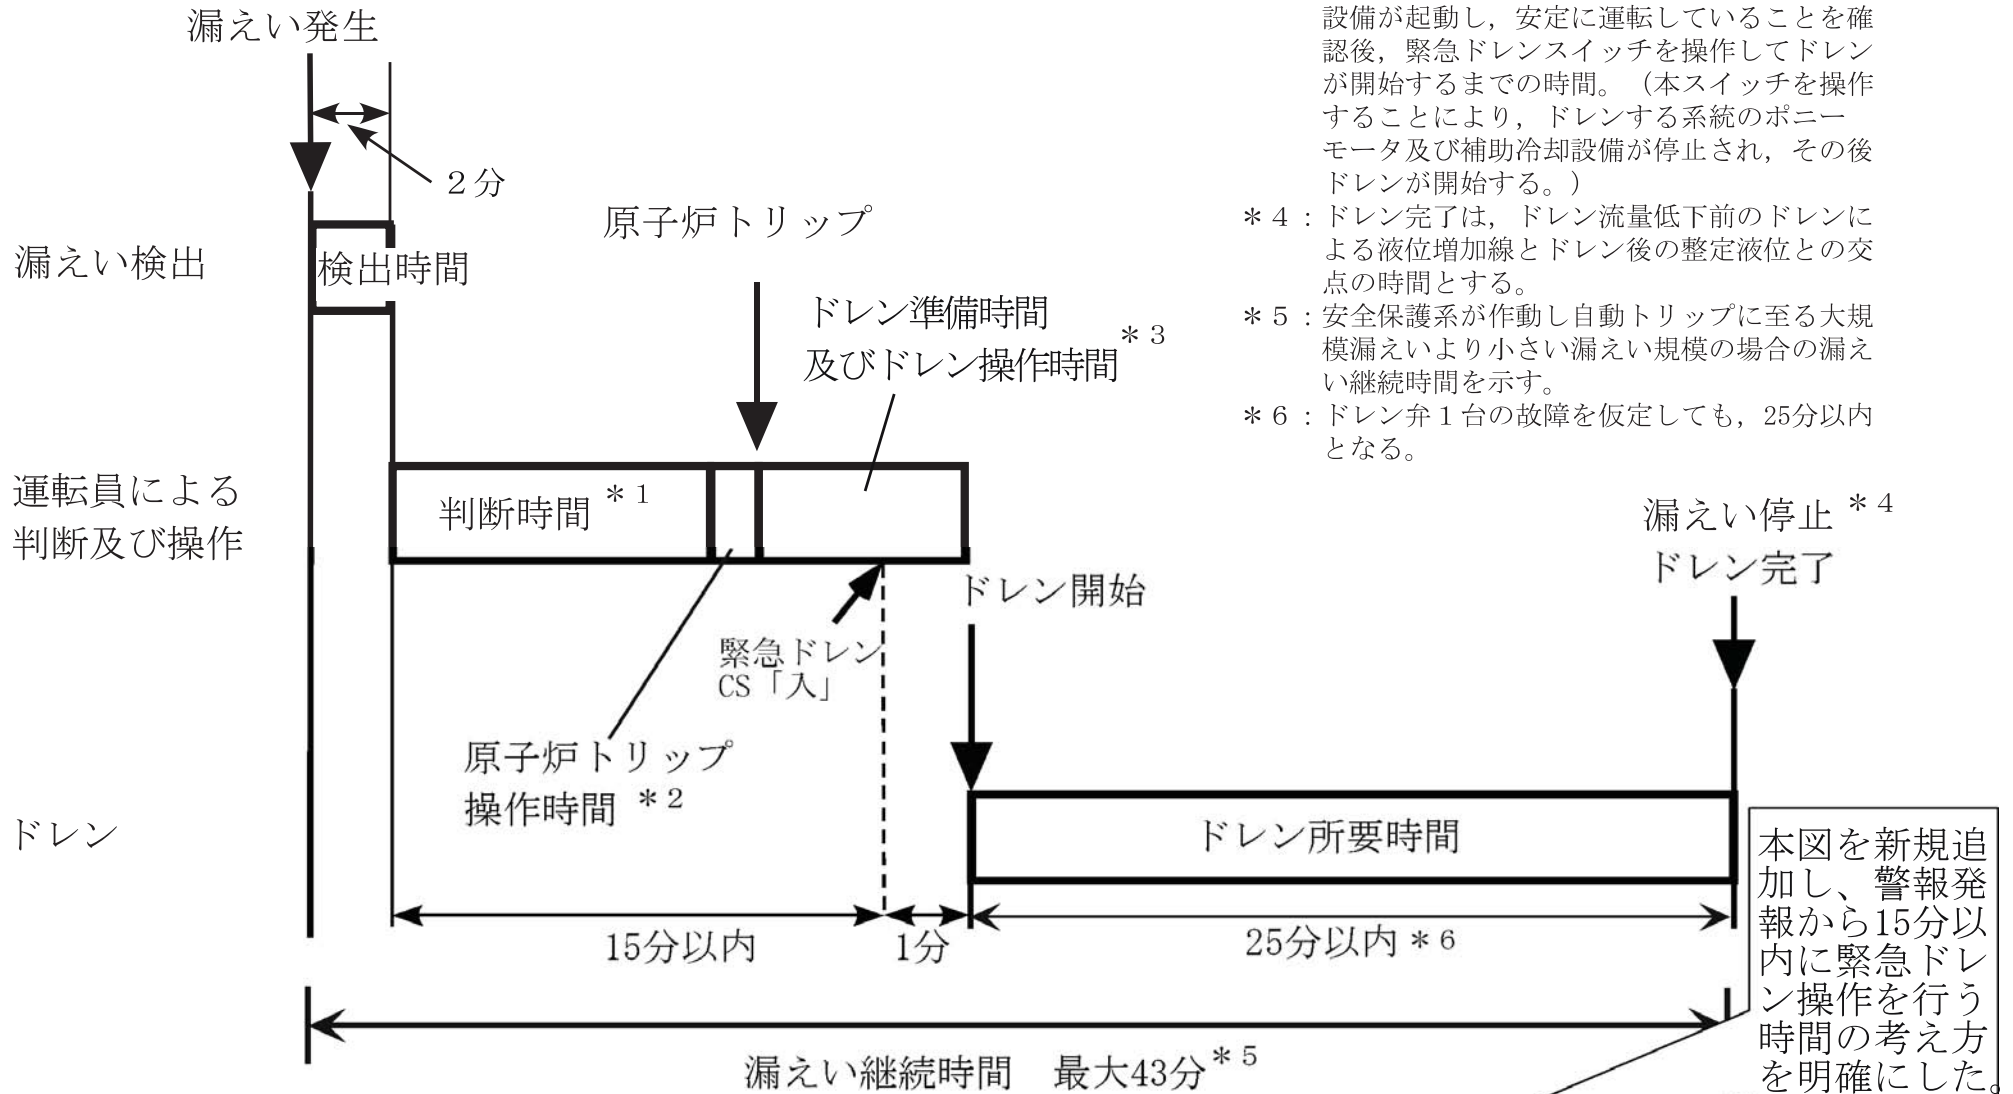 漏えい発生
2分
漏えい検出
検出時間
原子炉トリップ
ドレン準備時間
及びドレン操作時間＊3
設備が起動し，安定に運転していることを確
認後，緊急ドレンスイッチを操作してドレン
が開始するまでの時間。（本スイッチを操作
することにより，ドレンする系統のポニー
モータ及び補助冷却設備が停止され，その後
ドレンが開始する。）
＊4：ドレン完了は，ドレン流量低下前のドレンに
よる液位増加線とドレン後の整定液位との交
点の時間とする。
＊5：安全保護系が作動し自動トリップに至る大規
模漏えいより小さい漏えい規模の場合の漏え
い継続時間を示す。
＊6：ドレン弁１台の故障を仮定しても，25分以内
となる。
運転員による
判断及び操作
判断時間＊1
漏えい停止＊4
ドレン完了
ドレン開始
緊急ドレン
CS「入」
原子炉トリップ
操作時間＊2
ドレン
ドレン所要時間
15分以内
1分
25分以内＊6
漏えい継続時間　最大43分＊5
本図を新規追
加し、警報発
報から15分以
内に緊急ドレ
ン操作を行う
時間の考え方
を明確にした。